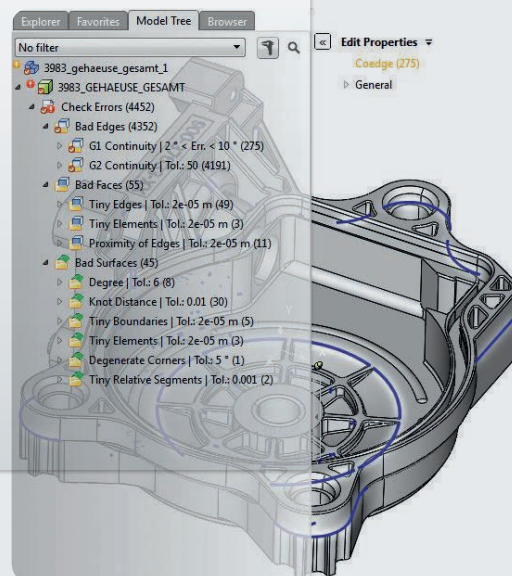 Explorer Favorites Model Tree Browser
No filter
« Edit Properties
Coedge (275)
General
3983_gehaeuse_gesamt_1
3983_GEHAEUSE_GESAMT
Check Errors (4452)
Bad Edges (4352)
G1 Continuity | 2 ° < Err. < 10 ° (275)
G2 Continuity | Tol.: 50 (4191)
Bad Faces (55)
Tiny Edges | Tol.: 2e-05 m (49)
Tiny Elements | Tol.: 2e-05 m (3)
Proximity of Edges | Tol.: 2e-05 m (11)
Bad Surfaces (45)
Degree | Tol.: 6 (8)
Knot Distance | Tol.: 0.01 (30)
Tiny Boundaries | Tol.: 2e-05 m (5)
Tiny Elements | Tol.: 2e-05 m (3)
Degenerate Corners | Tol.: 5 ° (1)
Tiny Relative Segments | Tol.: 0.001 (2)